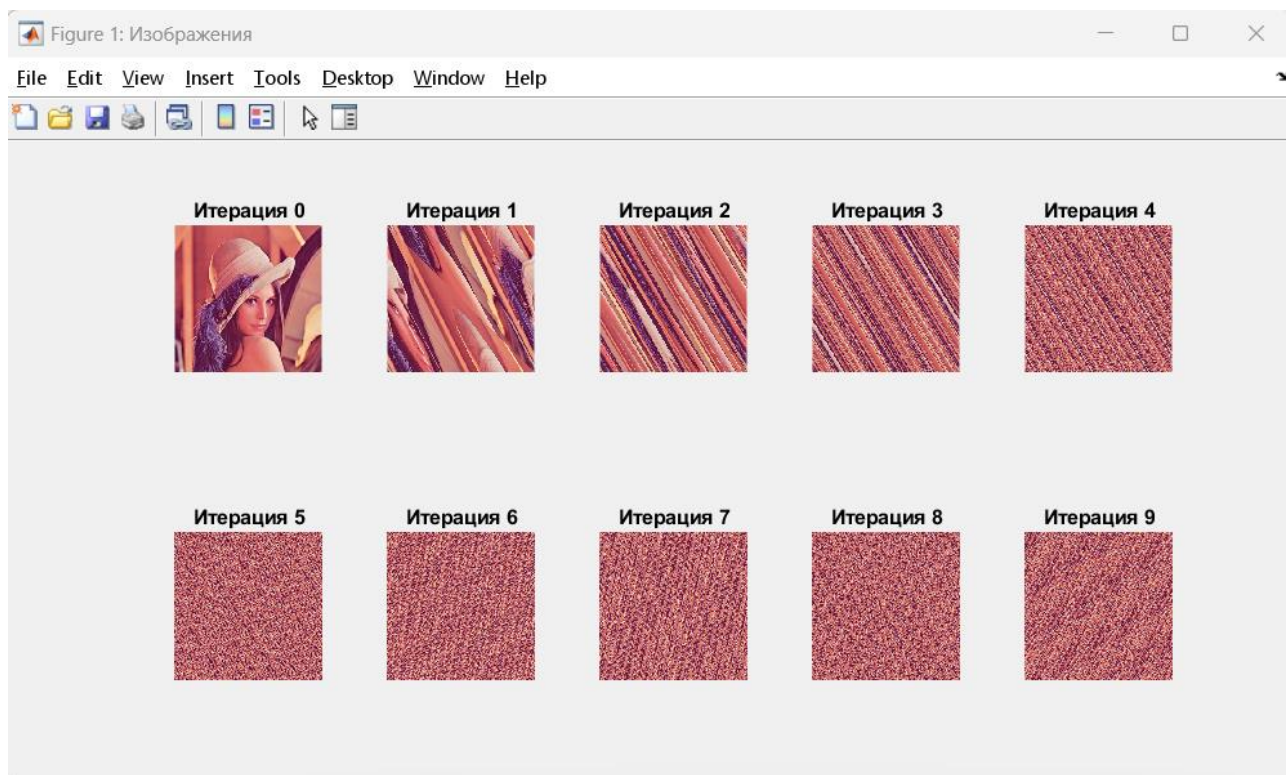 Figure 1: Изображения
File Edit View Insert Tools Desktop Window Help
Итерация 0 Итерация 1 Итерация 2 Итерация 3 Итерация 4
Итерация 5 Итерация 6 Итерация 7 Итерация 8 Итерация 9